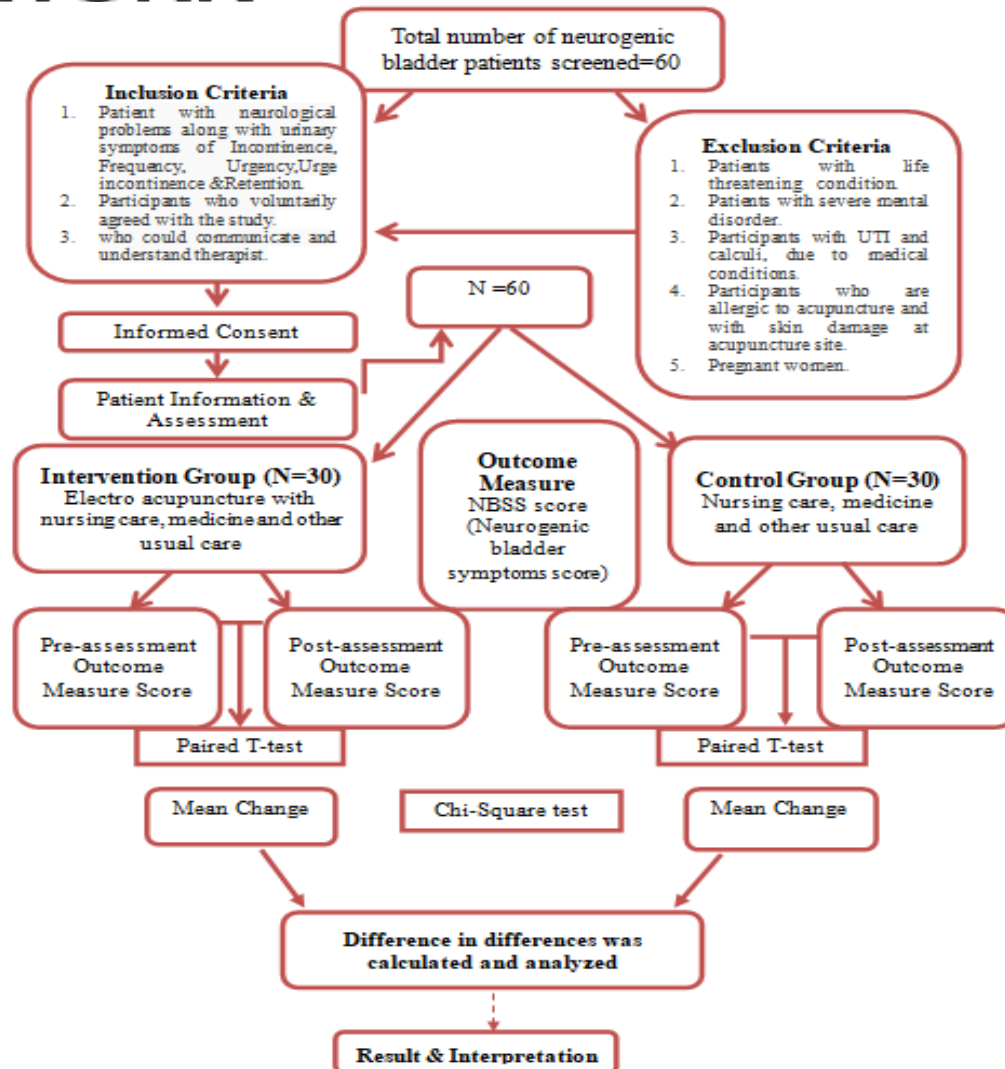 Total number of neurogenic
bladder patients screened=60
Inclusion Criteria
1. Patient with neurological
problems along with urinary
symptoms of Incontinence,
Frequency, Urgency,Urge
incontinence &Retention.
2. Participants who voluntarily
agreed with the study.
3. who could communicate and
understand therapist.
Exclusion Criteria
1. Patients with life
threatening condition.
2. Patients with severe mental
disorder.
3. Participants with UTI and
calculi, due to medical
conditions.
4. Participants who are
allergic to acupuncture and
with skin damage at
acupuncture site.
5. Pregnant women.
N =60
Informed Consent
Patient Information &
Assessment
Intervention Group (N=30)
Electro acupuncture with
nursing care, medicine and other
usual care
Outcome
Measure
NBSS score
(Neurogenic
bladder
symptoms score)
Control Group (N=30)
Nursing care, medicine
and other usual care
Pre-assessment
Outcome
Measure Score
Post-assessment
Outcome
Measure Score
Pre-assessment
Outcome
Measure Score
Post-assessment
Outcome
Measure Score
Paired T-test
Paired T-test
Mean Change
Chi-Square test
Mean Change
Difference in differences was
calculated and analyzed
Result & Interpretation